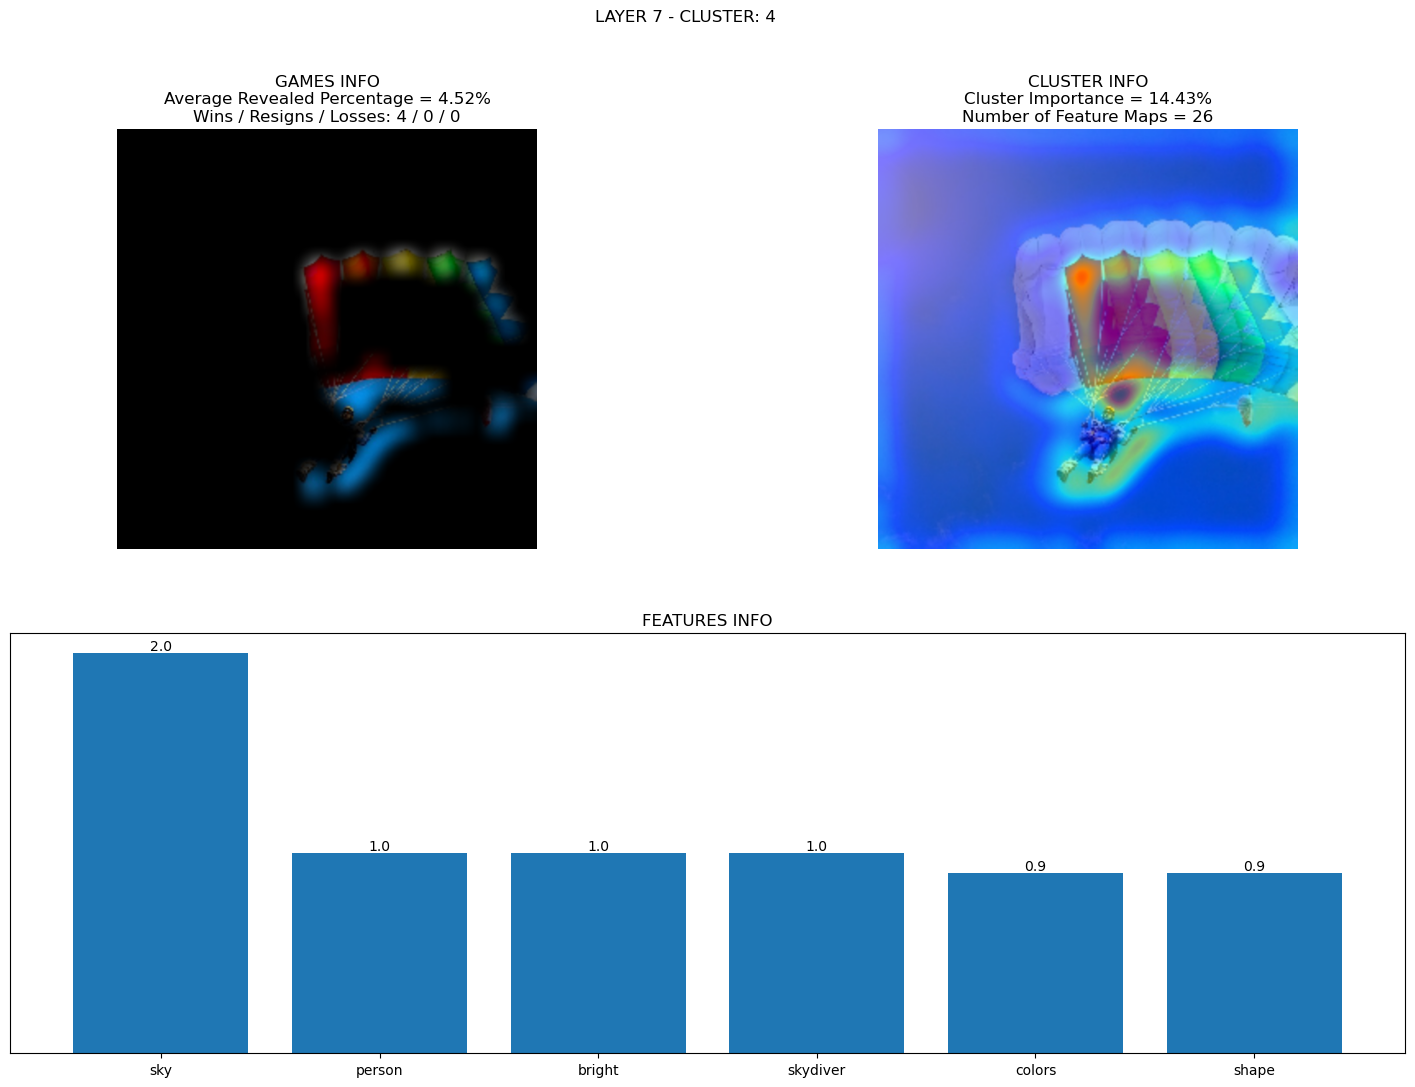 LAYER 7 - CLUSTER: 4
GAMES INFO
Average Revealed Percentage = 4.52%
Wins / Resigns / Losses: 4 / 0 / 0
CLUSTER INFO
Cluster Importance = 14.43%
Number of Feature Maps = 26
FEATURES INFO
2.0
1.0
1.0
1.0
0.9
0.9
sky
person
bright
skydiver
colors
shape